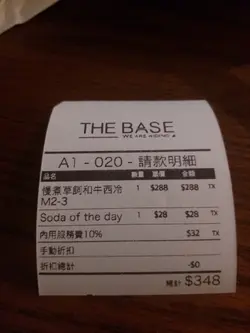 THE BASE
WE ARE HIDING
A1 - 020 - 請款明細
品名 數量 單價 金額
慢煮草飼和牛西冷 1 $288 $288 TX
M2-3
Soda of the day 1 $28 $28 TX
內用服務費10% $32 TX
手動折扣
折扣總計 -$0
總計 $348